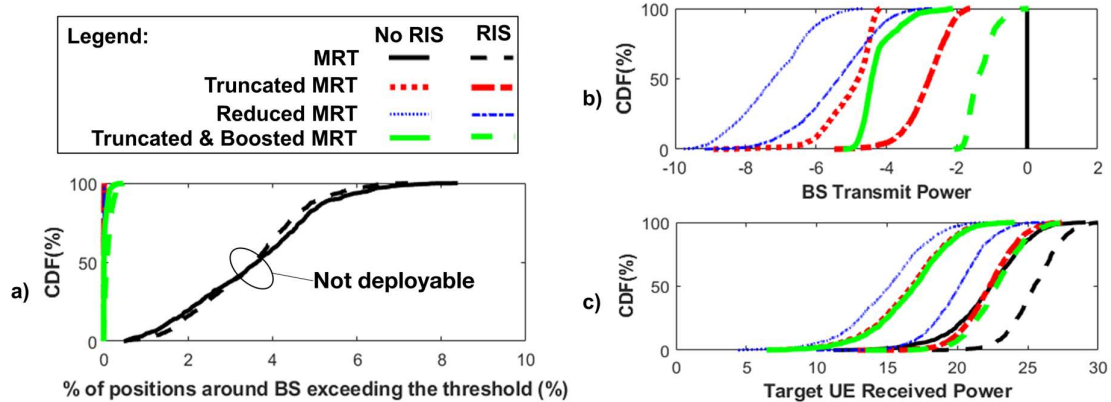 Legend:
No RIS RIS
MRT
Truncated MRT
Reduced MRT
Truncated & Boosted MRT
a)
CDF(%)
100
50
0
0 2 4 6 8 10
Not deployable
% of positions around BS exceeding the threshold (%)
b)
CDF(%)
100
50
0
-10 -8 -6 -4 -2 0 2
BS Transmit Power
c)
CDF(%)
100
50
0
0 5 10 15 20 25 30
Target UE Received Power